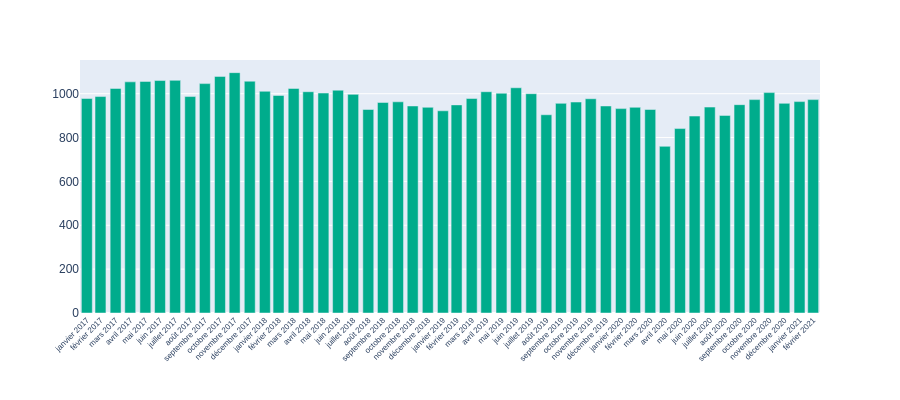 1000
800
600
400
200
0
janvier 2017
février 2017
mars 2017
avril 2017
mai 2017
juin 2017
juillet 2017
août 2017
septembre 2017
octobre 2017
novembre 2017
décembre 2017
janvier 2018
février 2018
mars 2018
avril 2018
mai 2018
juin 2018
juillet 2018
août 2018
septembre 2018
octobre 2018
novembre 2018
décembre 2018
janvier 2019
février 2019
mars 2019
avril 2019
mai 2019
juin 2019
juillet 2019
août 2019
septembre 2019
octobre 2019
novembre 2019
décembre 2019
janvier 2020
février 2020
mars 2020
avril 2020
mai 2020
juin 2020
juillet 2020
août 2020
septembre 2020
octobre 2020
novembre 2020
décembre 2020
janvier 2021
février 2021